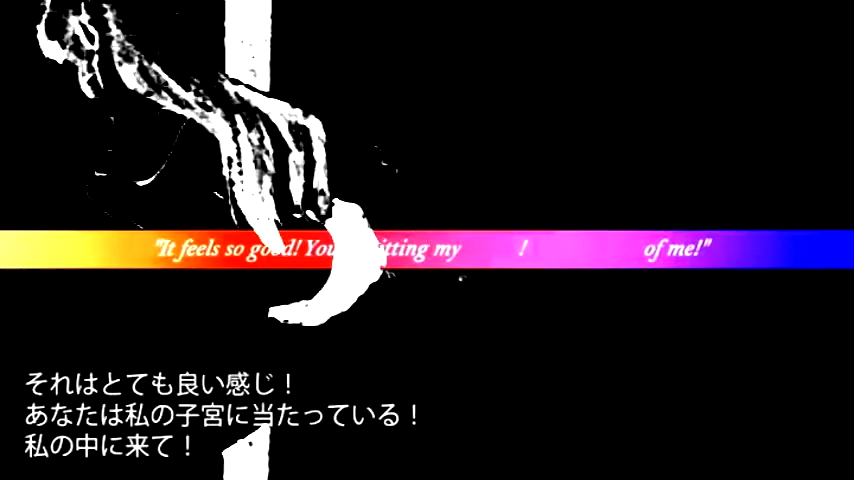 "It feels so good! You hitting my ! of me!"
それはとても良い感じ！
あなたは私の子宮に当たっている！
私の中に来て！